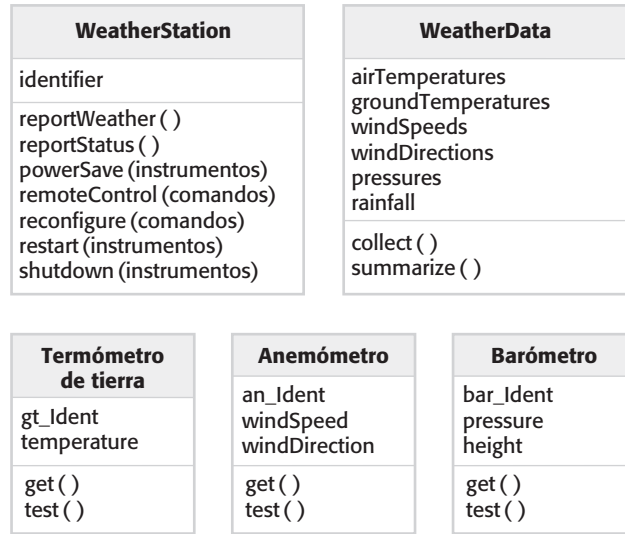 WeatherStation
identifier
reportWeather ( )
reportStatus ( )
powerSave (instrumentos)
remoteControl (comandos)
reconfigure (comandos)
restart (instrumentos)
shutdown (instrumentos)
WeatherData
airTemperatures
groundTemperatures
windSpeeds
windDirections
pressures
rainfall
collect ( )
summarize ( )
Termómetro
de tierra
gt_Ident
temperature
get ( )
test ( )
Anemómetro
an_Ident
windSpeed
windDirection
get ( )
test ( )
Barómetro
bar_Ident
pressure
height
get ( )
test ( )